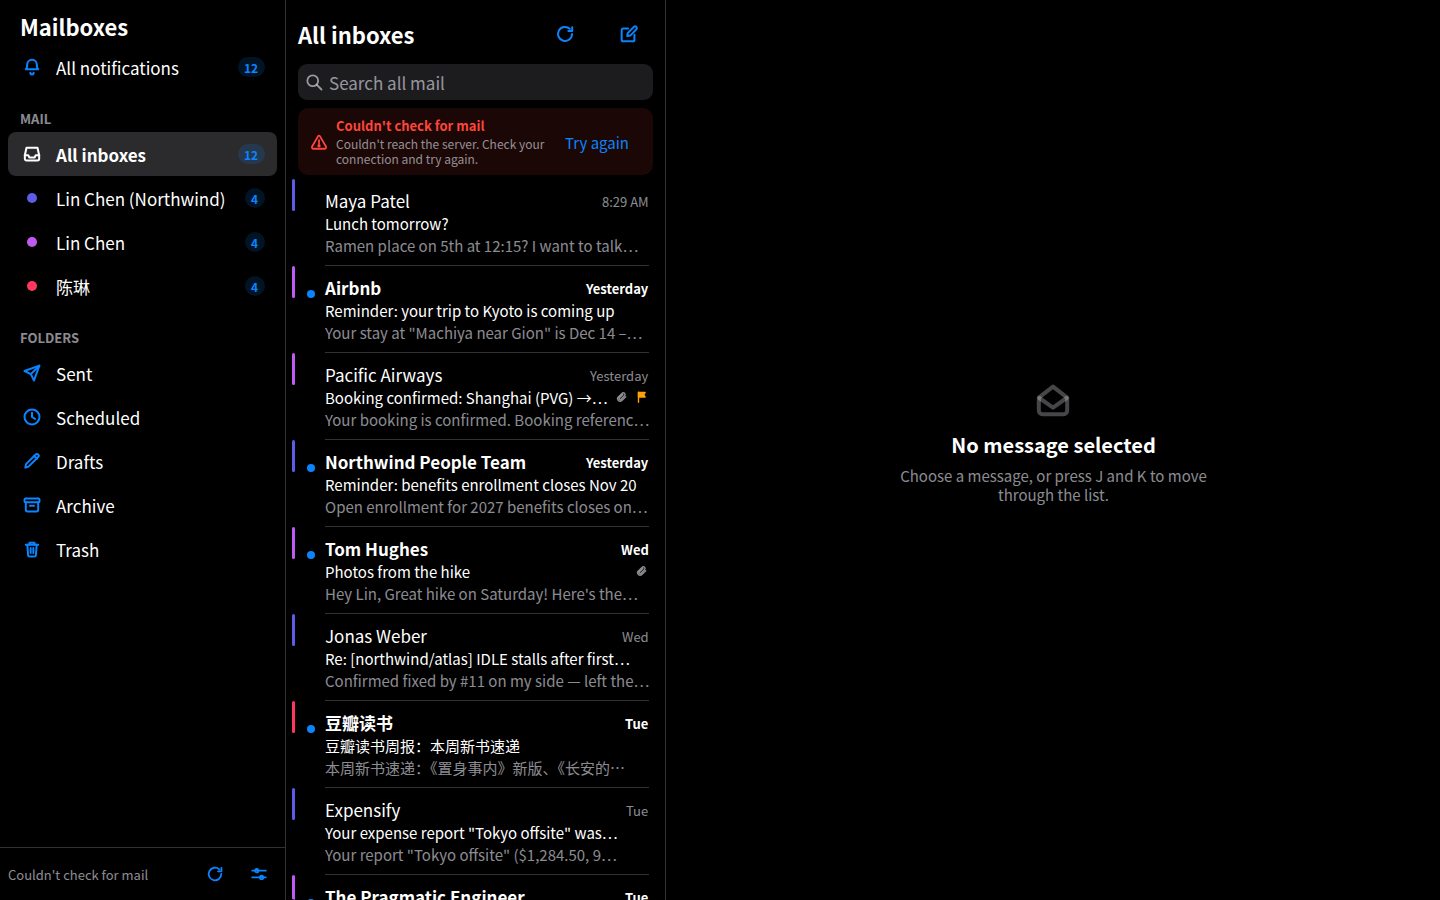 Mailboxes
All notifications 12
MAIL
All inboxes 12
Lin Chen (Northwind) 4
Lin Chen 4
陈琳 4
FOLDERS
Sent
Scheduled
Drafts
Archive
Trash
Couldn't check for mail
All inboxes
Search all mail
Couldn't check for mail
Couldn't reach the server. Check your
connection and try again.
Try again
Maya Patel 8:29 AM
Lunch tomorrow?
Ramen place on 5th at 12:15? I want to talk…
Airbnb Yesterday
Reminder: your trip to Kyoto is coming up
Your stay at "Machiya near Gion" is Dec 14 –…
Pacific Airways Yesterday
Booking confirmed: Shanghai (PVG) →…
Your booking is confirmed. Booking referenc…
Northwind People Team Yesterday
Reminder: benefits enrollment closes Nov 20
Open enrollment for 2027 benefits closes on…
Tom Hughes Wed
Photos from the hike
Hey Lin, Great hike on Saturday! Here's the…
Jonas Weber Wed
Re: [northwind/atlas] IDLE stalls after first…
Confirmed fixed by #11 on my side — left the…
豆瓣读书 Tue
豆瓣读书周报：本周新书速递
本周新书速递：《置身事内》新版、《长安的…
Expensify Tue
Your expense report "Tokyo offsite" was…
Your report "Tokyo offsite" ($1,284.50, 9…
The Pragmatic Engineer Tue
No message selected
Choose a message, or press J and K to move
through the list.